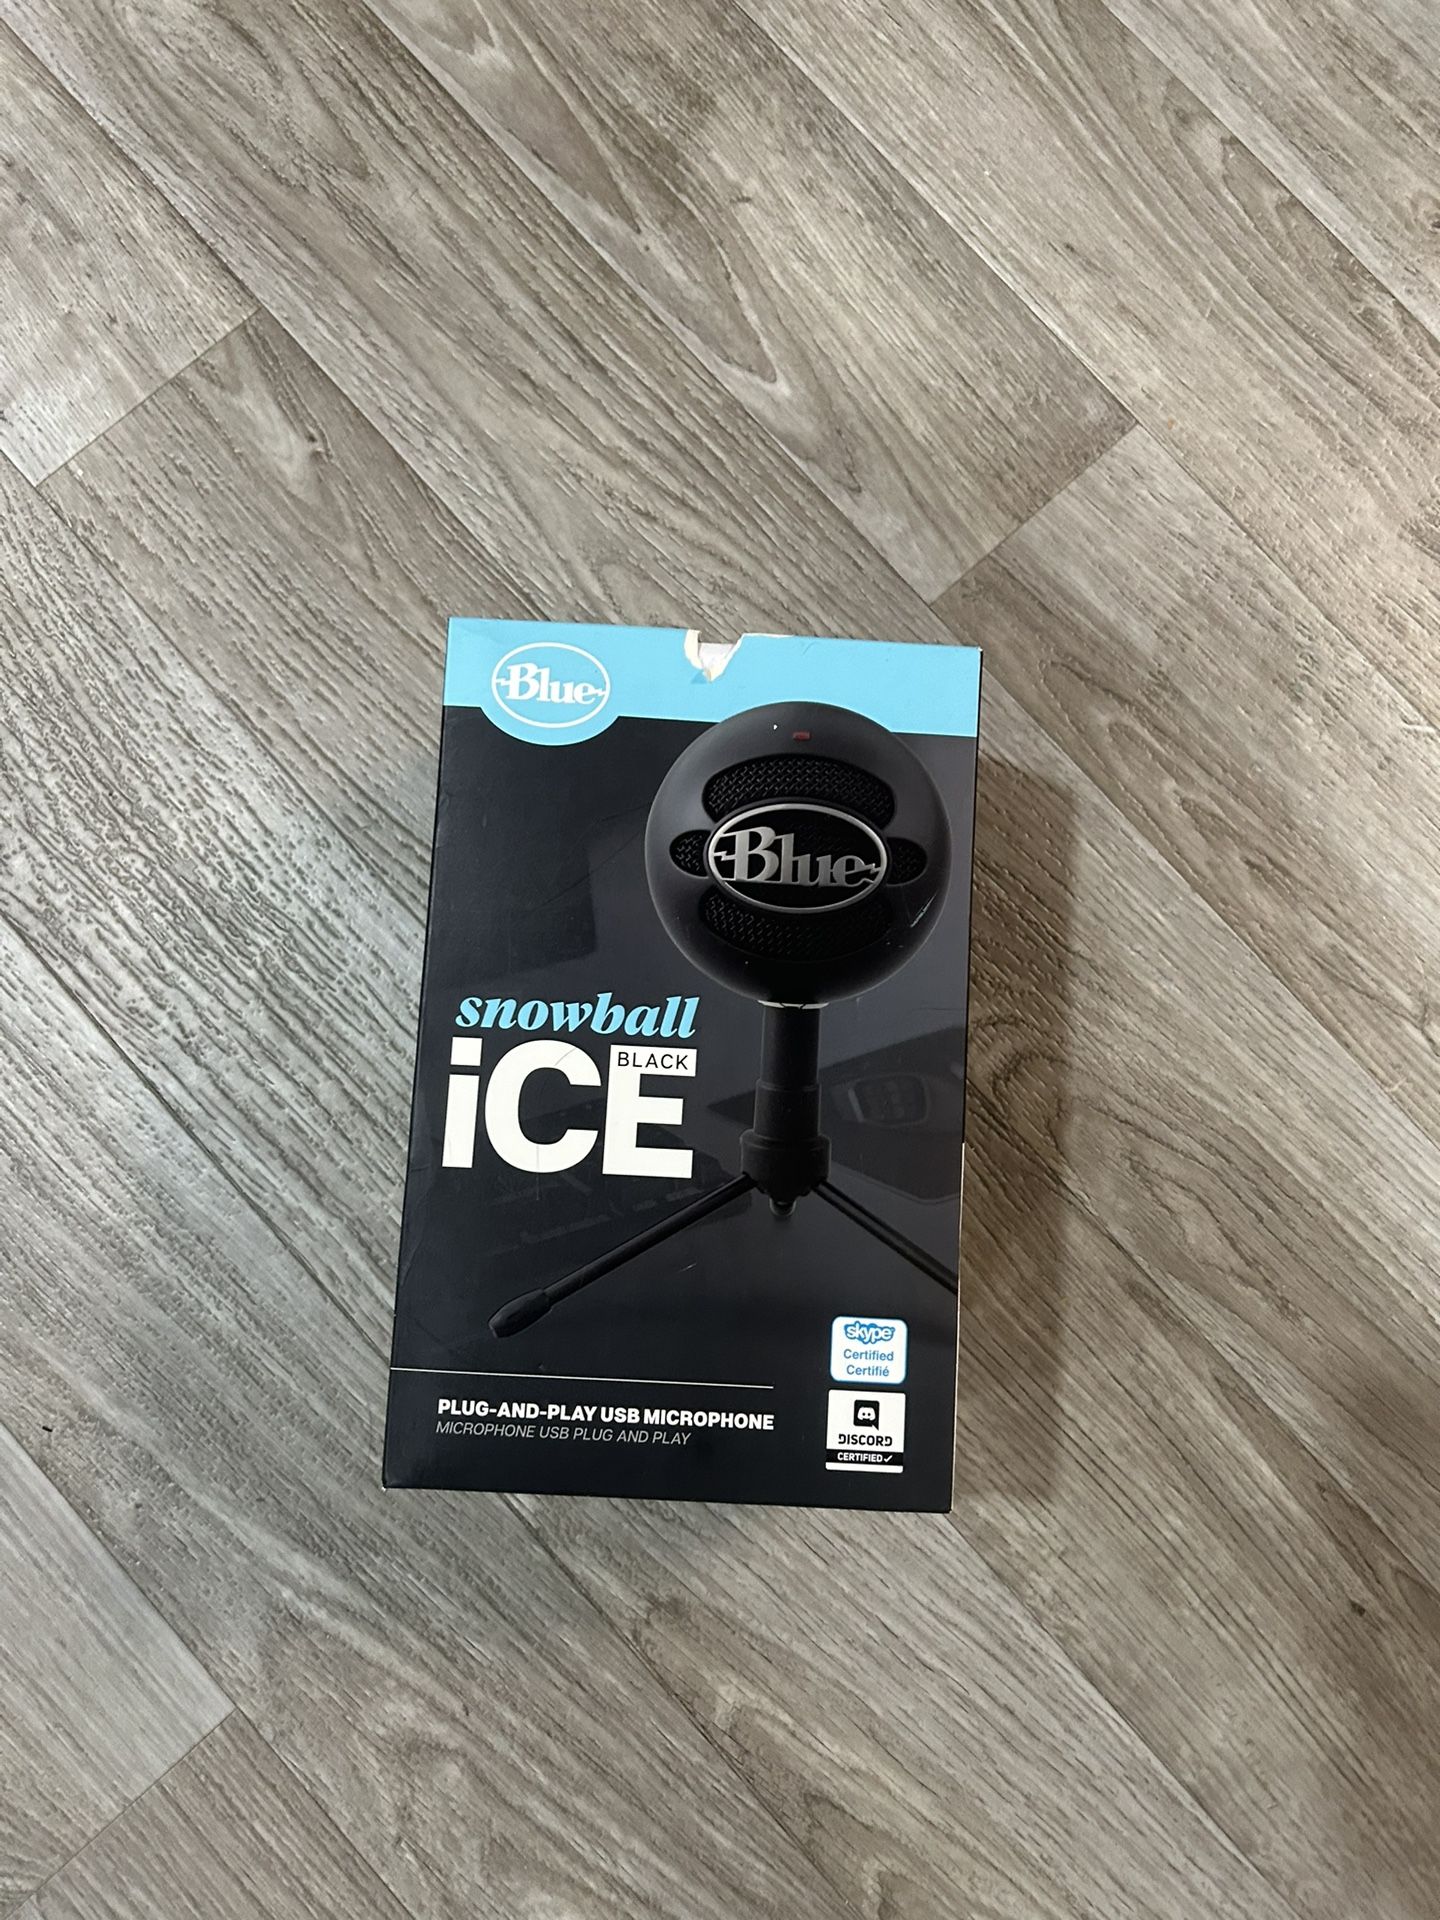 Blue
Blue
snowball
iCE
BLACK
skype
Certified
Certifié
PLUG-AND-PLAY USB MICROPHONE
MICROPHONE USB PLUG AND PLAY
DISCORD
CERTIFIED✓